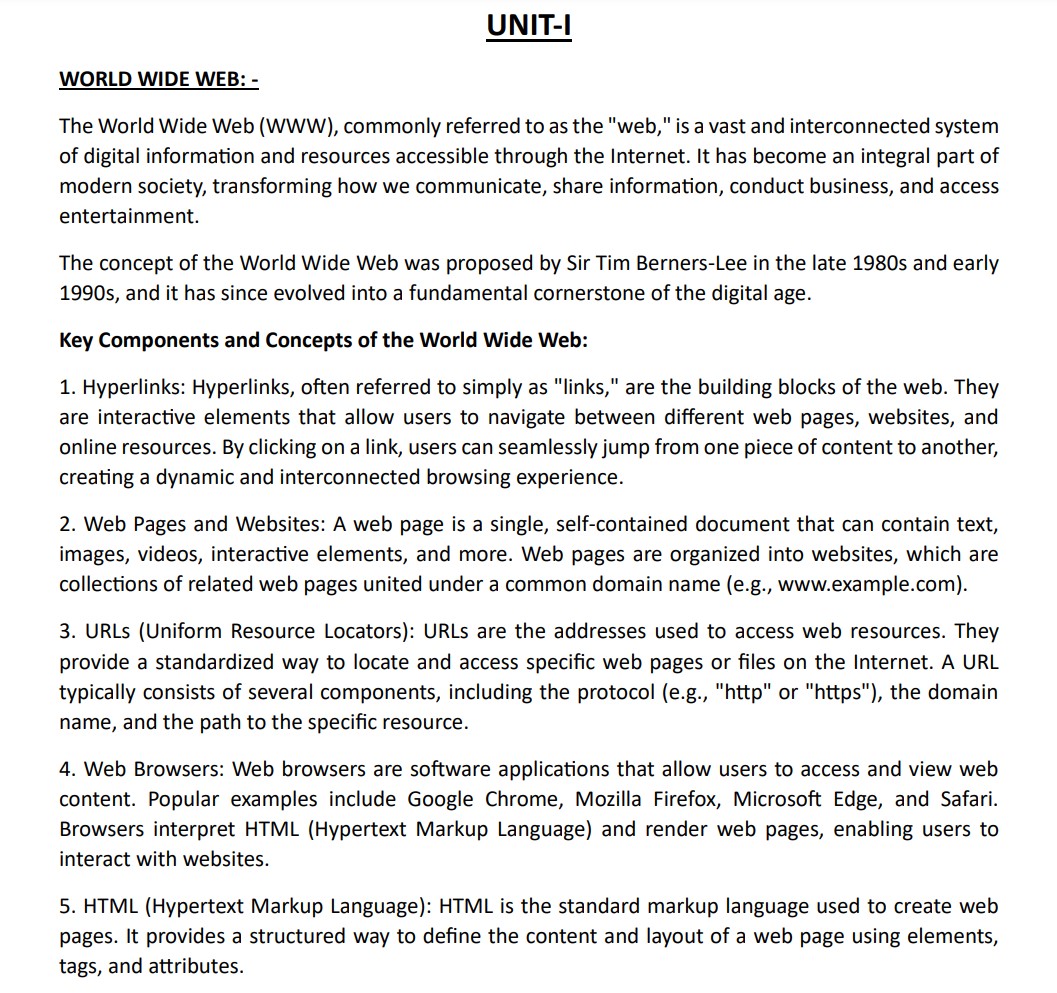 UNIT-I
WORLD WIDE WEB: -
The World Wide Web (WWW), commonly referred to as the "web," is a vast and interconnected system
of digital information and resources accessible through the Internet. It has become an integral part of
modern society, transforming how we communicate, share information, conduct business, and access
entertainment.
The concept of the World Wide Web was proposed by Sir Tim Berners-Lee in the late 1980s and early
1990s, and it has since evolved into a fundamental cornerstone of the digital age.
Key Components and Concepts of the World Wide Web:
1. Hyperlinks: Hyperlinks, often referred to simply as "links," are the building blocks of the web. They
are interactive elements that allow users to navigate between different web pages, websites, and
online resources. By clicking on a link, users can seamlessly jump from one piece of content to another,
creating a dynamic and interconnected browsing experience.
2. Web Pages and Websites: A web page is a single, self-contained document that can contain text,
images, videos, interactive elements, and more. Web pages are organized into websites, which are
collections of related web pages united under a common domain name (e.g., www.example.com).
3. URLs (Uniform Resource Locators): URLs are the addresses used to access web resources. They
provide a standardized way to locate and access specific web pages or files on the Internet. A URL
typically consists of several components, including the protocol (e.g., "http" or "https"), the domain
name, and the path to the specific resource.
4. Web Browsers: Web browsers are software applications that allow users to access and view web
content. Popular examples include Google Chrome, Mozilla Firefox, Microsoft Edge, and Safari.
Browsers interpret HTML (Hypertext Markup Language) and render web pages, enabling users to
interact with websites.
5. HTML (Hypertext Markup Language): HTML is the standard markup language used to create web
pages. It provides a structured way to define the content and layout of a web page using elements,
tags, and attributes.